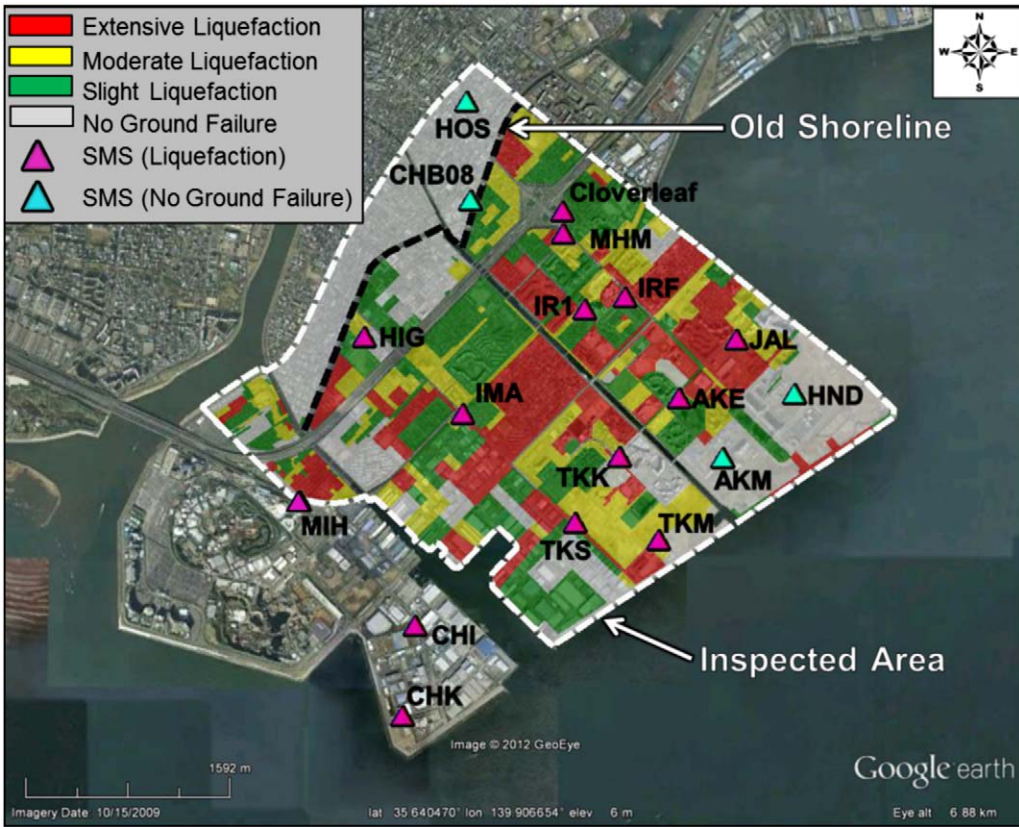 Extensive Liquefaction
Moderate Liquefaction
Slight Liquefaction
No Ground Failure
SMS (Liquefaction)
SMS (No Ground Failure)
N
W E
S
HOS
Old Shoreline
CHB08
Cloverleaf
MHM
IRF
IR1
HIG
JAL
IMA
AKE
HND
TKK
AKM
MIH
TKS
TKM
CHI
Inspected Area
CHK
Image © 2012 GeoEye
1592 m
Google earth
Imagery Date: 10/15/2009
lat 35.640470° lon 139.906654° elev 6 m
Eye alt 6.88 km